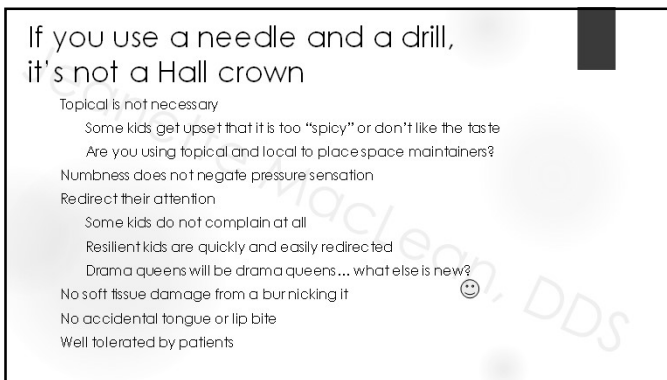 If you use a needle and a drill,
it's not a Hall crown
Topical is not necessary
Some kids get upset that it is too “spicy” or don't like the taste
Are you using topical and local to place space maintainers?
Numbness does not negate pressure sensation
Redirect their attention
Some kids do not complain at all
Resilient kids are quickly and easily redirected
Drama queens will be drama queens... what else is new?
No soft tissue damage from a bur nicking it
No accidental tongue or lip bite
Well tolerated by patients
Jeanette MacLean, DDS